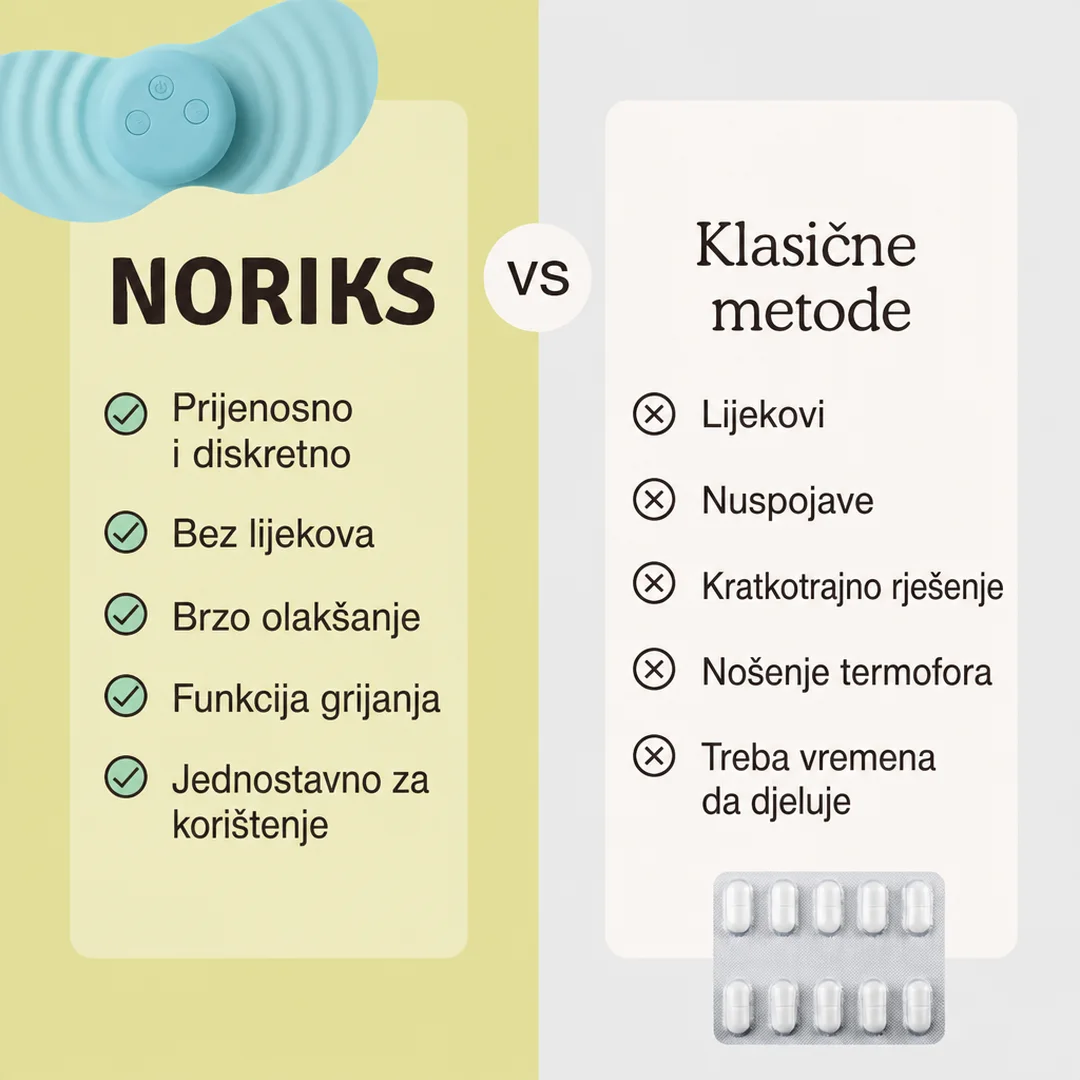 NORIKS
Prijenosno
i diskretno
Bez lijekova
Brzo olakšanje
Funkcija grijanja
Jednostavno za
korištenje
vs
Klasične
metode
Lijekovi
Nuspojave
Kratkotrajno rješenje
Nošenje termofora
Treba vremena
da djeluje